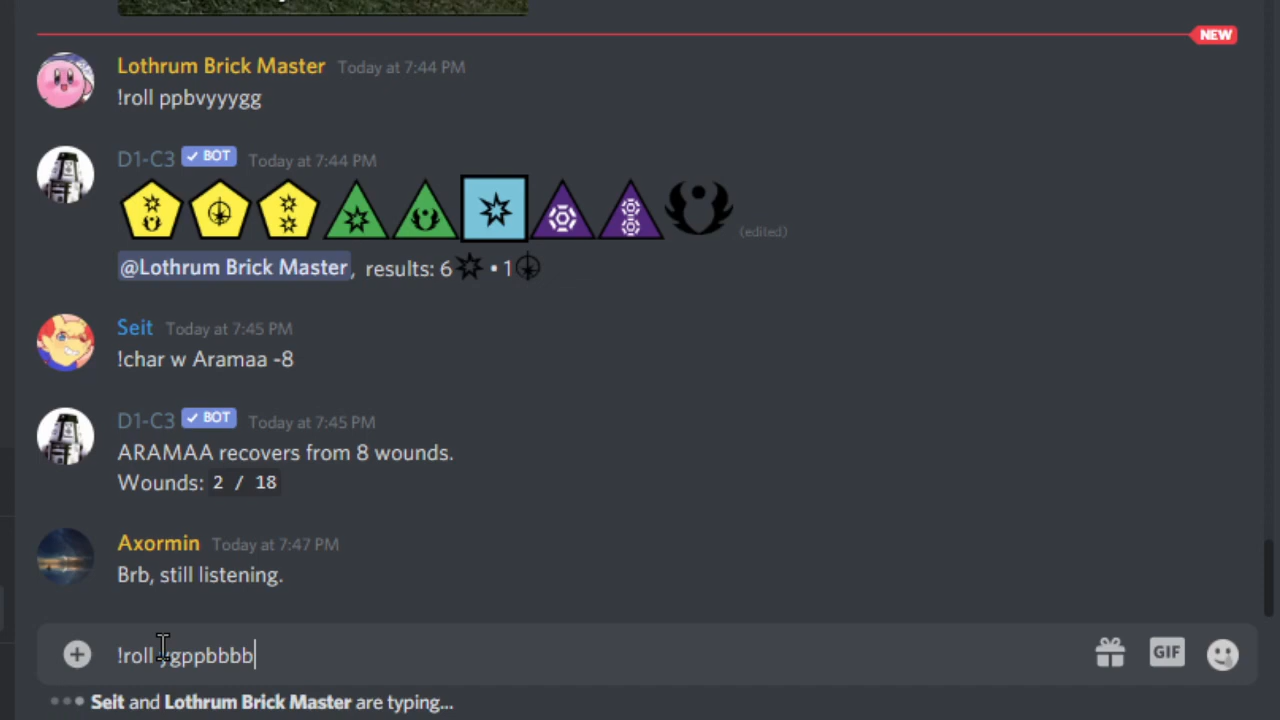 NEW
Lothrum Brick Master Today at 7:44 PM
!roll ppbvyyygg
D1-C3 BOT Today at 7:44 PM
(edited)
@Lothrum Brick Master, results: 6 • 1
Seit Today at 7:45 PM
!char w Aramaa -8
D1-C3 BOT Today at 7:45 PM
ARAMAA recovers from 8 wounds.
Wounds: 2 / 18
Axormin Today at 7:47 PM
Brb, still listening.
!roll ygppbbbb
GIF
Seit and Lothrum Brick Master are typing...